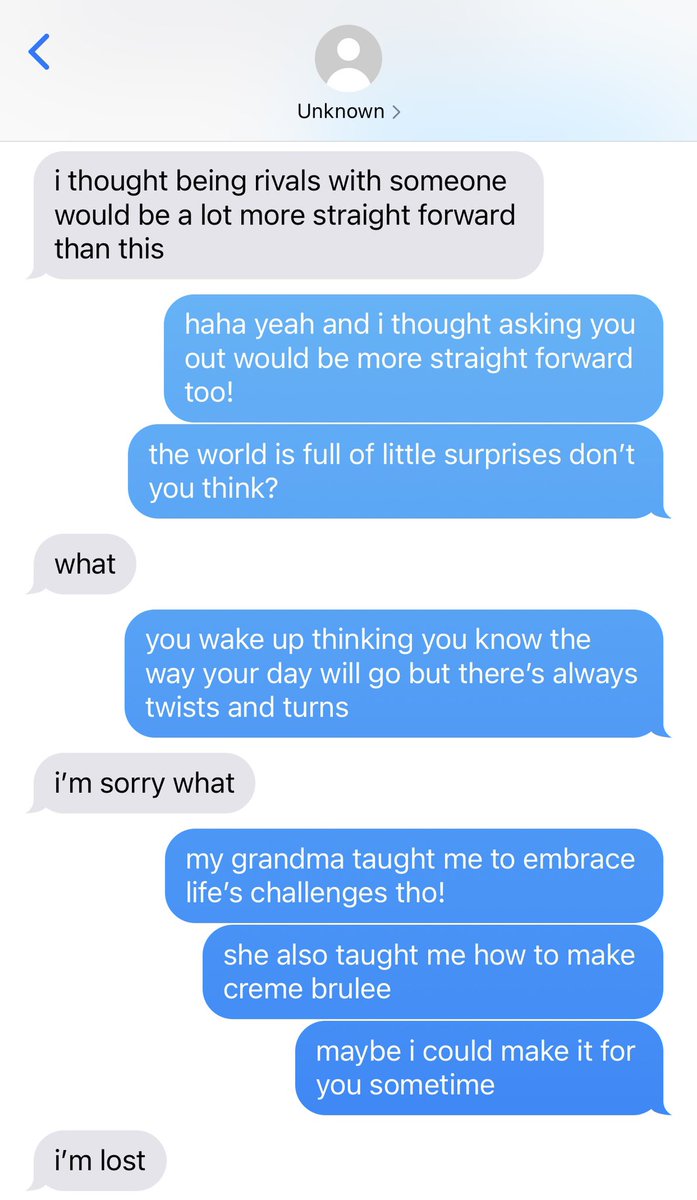 Unknown
i thought being rivals with someone
would be a lot more straight forward
than this
haha yeah and i thought asking you
out would be more straight forward
too!
the world is full of little surprises don’t
you think?
what
you wake up thinking you know the
way your day will go but there’s always
twists and turns
i’m sorry what
my grandma taught me to embrace
life’s challenges tho!
she also taught me how to make
creme brulee
maybe i could make it for
you sometime
i’m lost